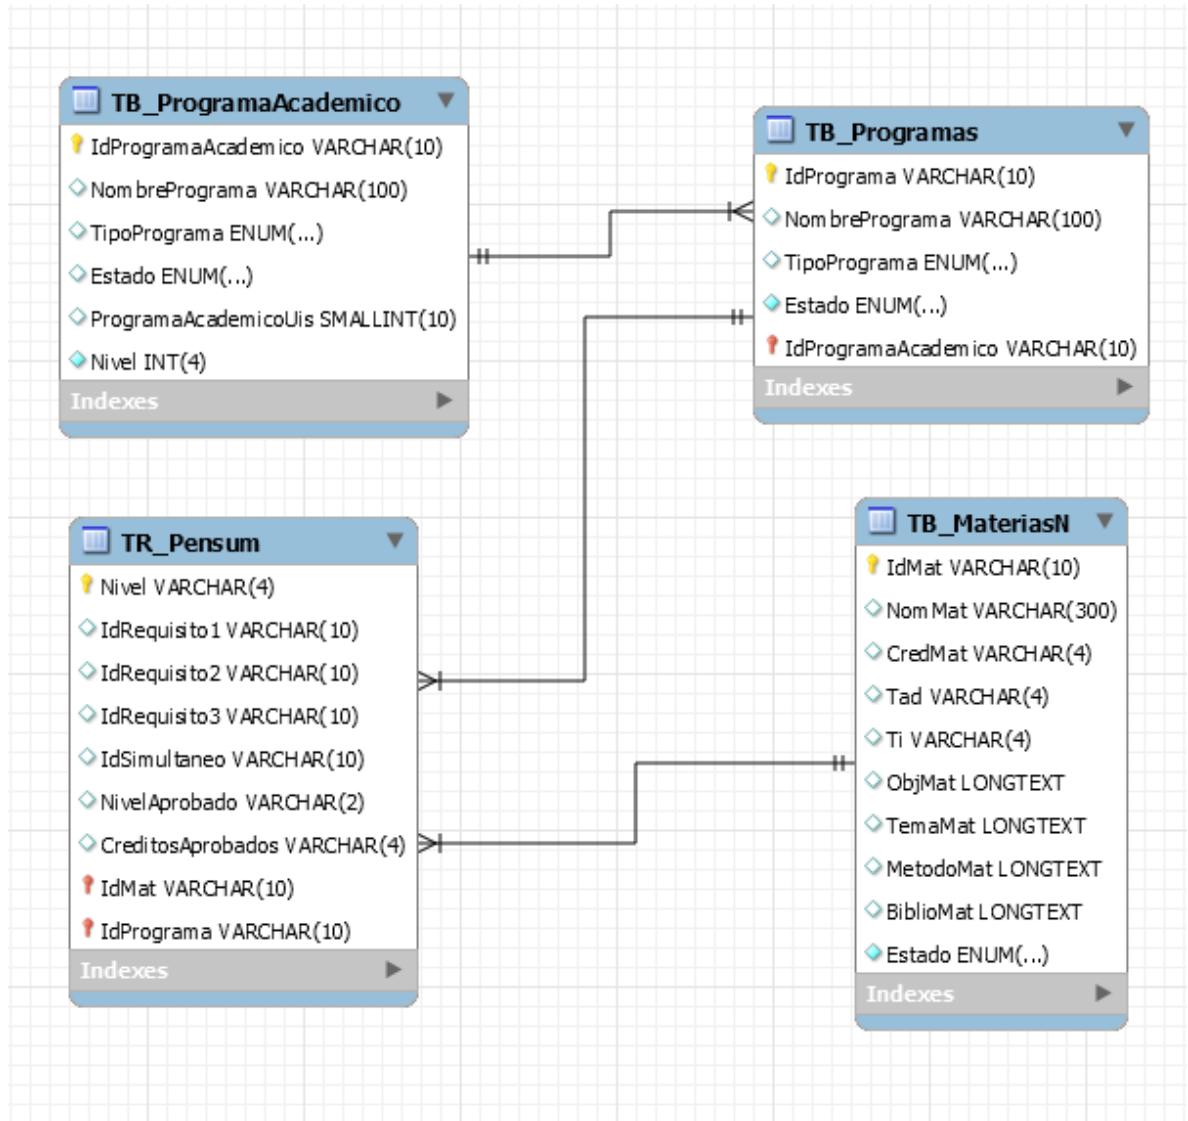 TB_ProgramaAcademico
IdProgramaAcademico VARCHAR(10)
NombrePrograma VARCHAR(100)
TipoPrograma ENUM(...)
Estado ENUM(...)
ProgramaAcademicoUis SMALLINT(10)
Nivel INT(4)
Indexes
TB_Programas
IdPrograma VARCHAR(10)
NombrePrograma VARCHAR(100)
TipoPrograma ENUM(...)
Estado ENUM(...)
IdProgramaAcademico VARCHAR(10)
Indexes
TR_Pensum
Nivel VARCHAR(4)
IdRequisito1 VARCHAR(10)
IdRequisito2 VARCHAR(10)
IdRequisito3 VARCHAR(10)
IdSimultaneo VARCHAR(10)
NivelAprobado VARCHAR(2)
CreditosAprobados VARCHAR(4)
IdMat VARCHAR(10)
IdPrograma VARCHAR(10)
Indexes
TB_MateriasN
IdMat VARCHAR(10)
NomMat VARCHAR(300)
CredMat VARCHAR(4)
Tad VARCHAR(4)
Ti VARCHAR(4)
ObjMat LONGTEXT
TemaMat LONGTEXT
MetodoMat LONGTEXT
BiblioMat LONGTEXT
Estado ENUM(...)
Indexes